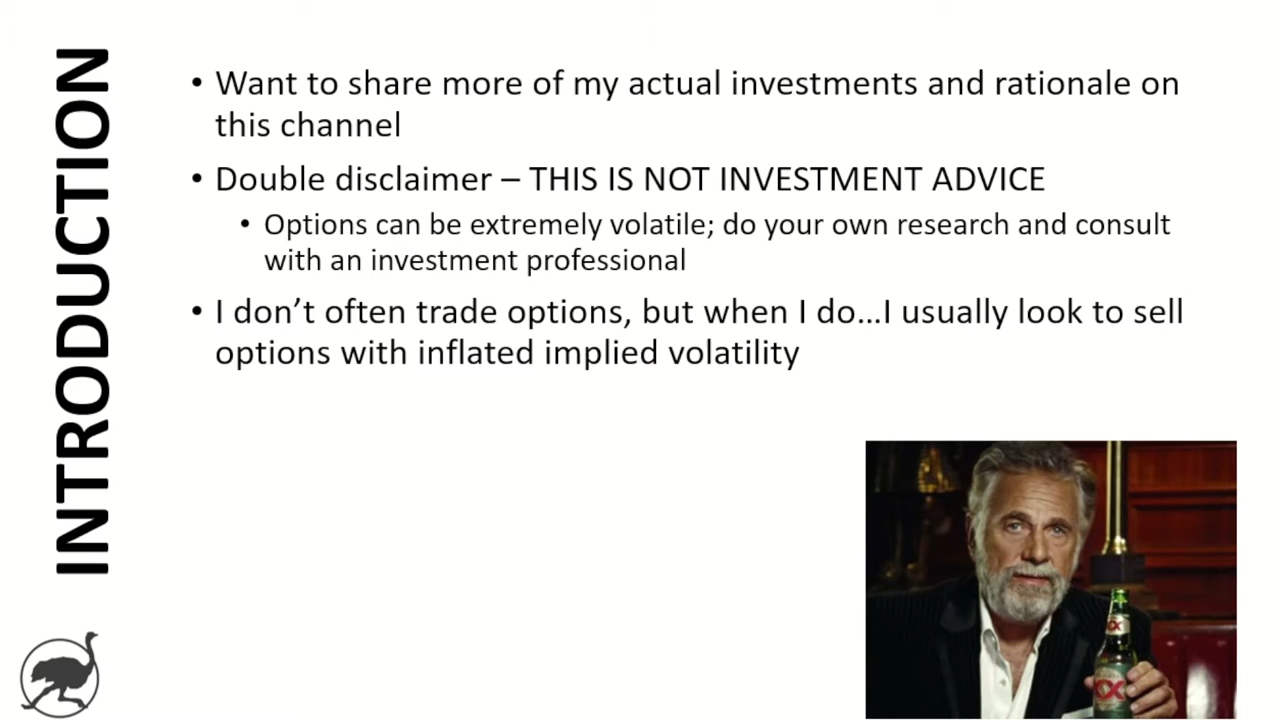 INTRODUCTION
• Want to share more of my actual investments and rationale on
this channel
• Double disclaimer – THIS IS NOT INVESTMENT ADVICE
• Options can be extremely volatile; do your own research and consult
with an investment professional
• I don’t often trade options, but when I do…I usually look to sell
options with inflated implied volatility
XX
XX